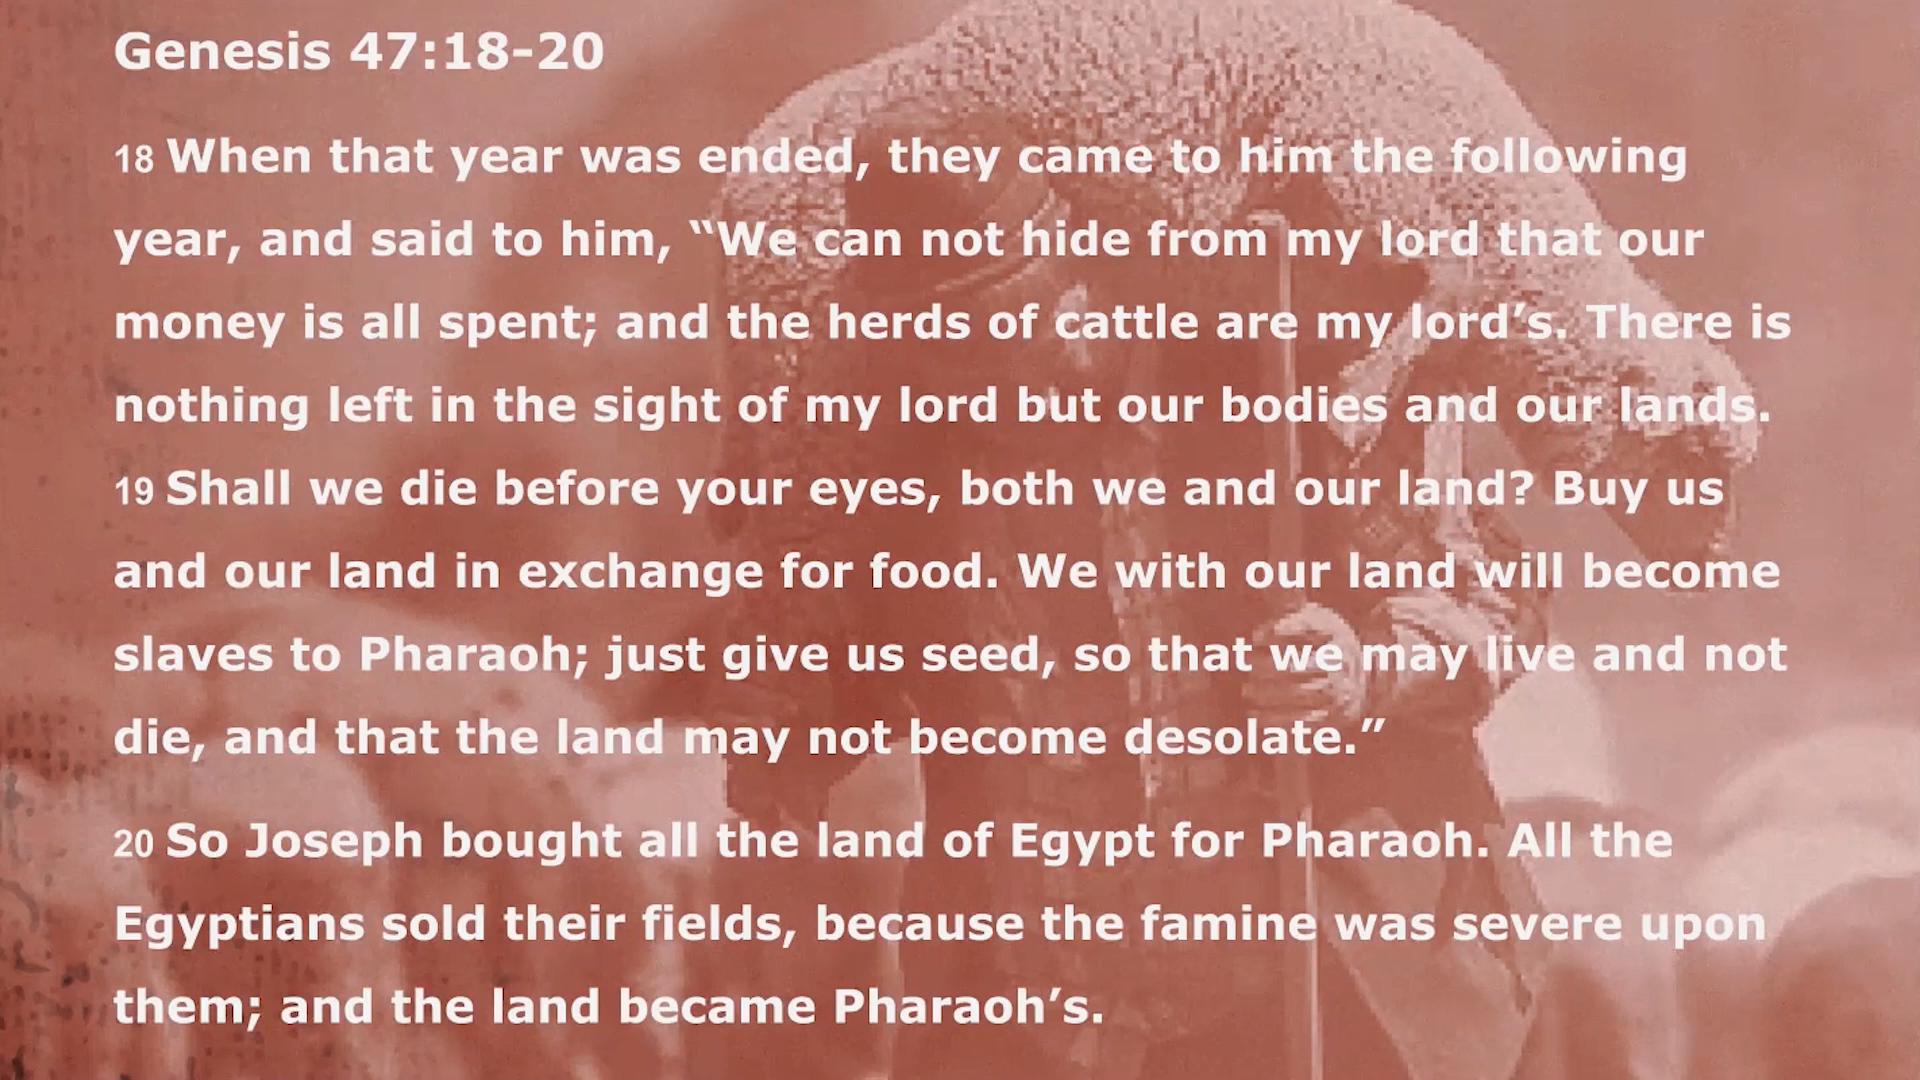 Genesis 47:18-20
18 When that year was ended, they came to him the following
year, and said to him, “We can not hide from my lord that our
money is all spent; and the herds of cattle are my lord’s. There is
nothing left in the sight of my lord but our bodies and our lands.
19 Shall we die before your eyes, both we and our land? Buy us
and our land in exchange for food. We with our land will become
slaves to Pharaoh; just give us seed, so that we may live and not
die, and that the land may not become desolate.”
20 So Joseph bought all the land of Egypt for Pharaoh. All the
Egyptians sold their fields, because the famine was severe upon
them; and the land became Pharaoh’s.